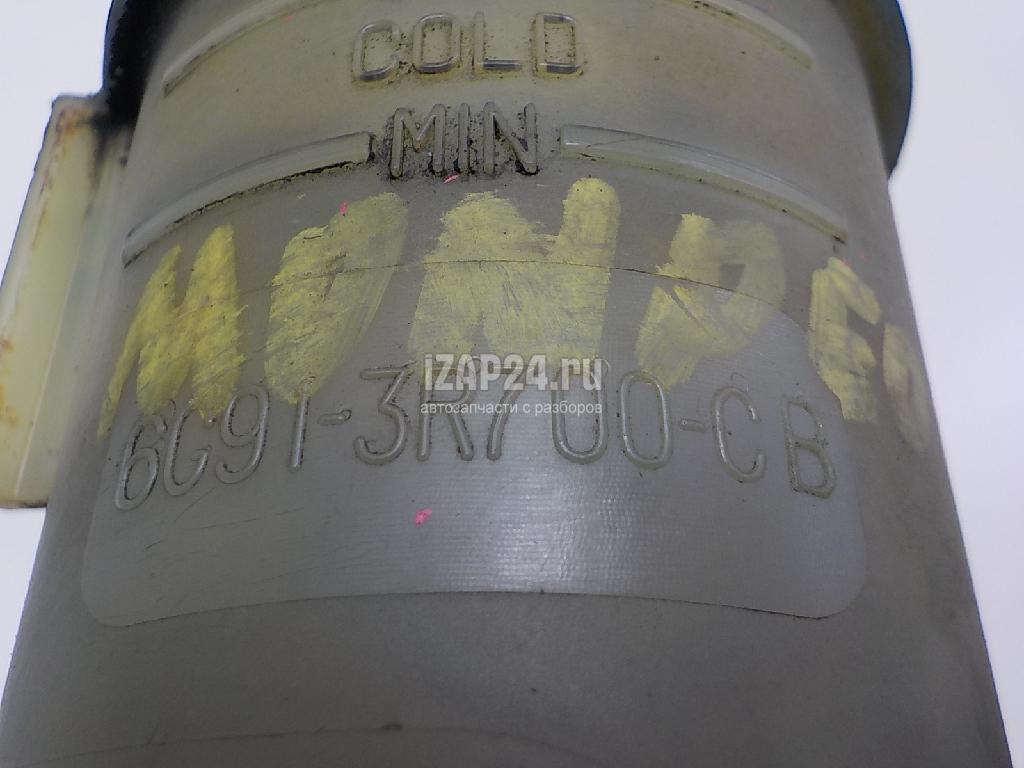 COLD
MIN
MONDEO
iZAP24.ru
6G91-3R700-CB
автозапчасти с разборов